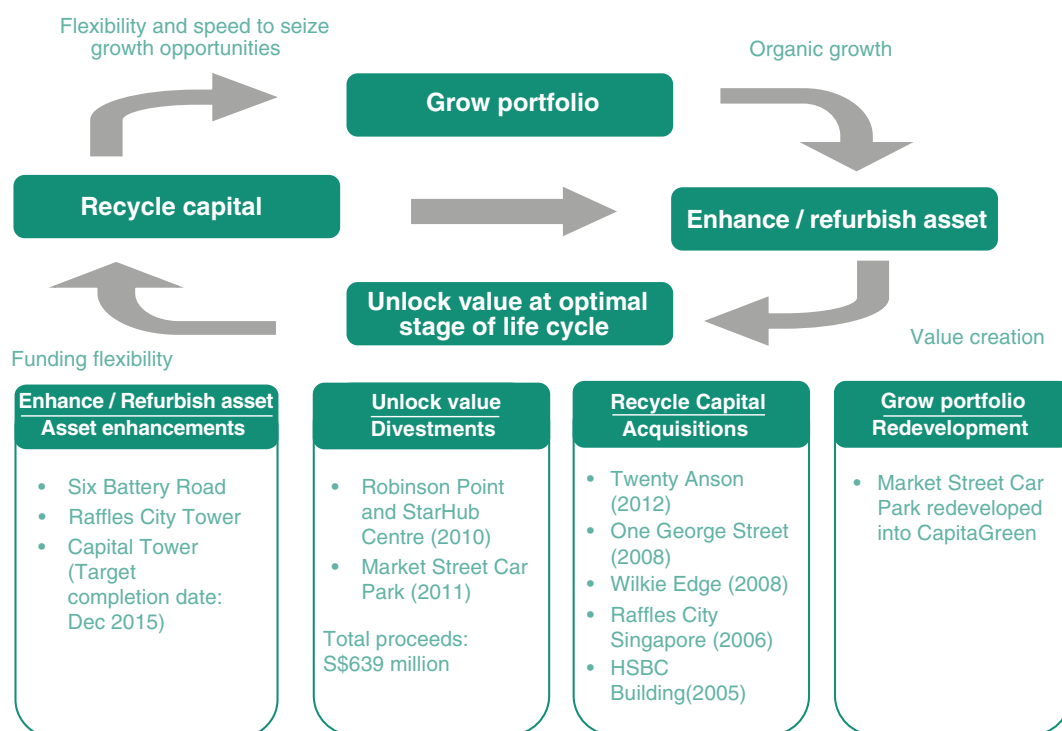 Flexibility and speed to seize
growth opportunities
Organic growth
Grow portfolio
Recycle capital
Enhance / refurbish asset
Unlock value at optimal
stage of life cycle
Funding flexibility
Value creation
Enhance / Refurbish asset
Asset enhancements
• Six Battery Road
• Raffles City Tower
• Capital Tower
(Target
completion date:
Dec 2015)
Unlock value
Divestments
• Robinson Point
and StarHub
Centre (2010)
• Market Street Car
Park (2011)
Total proceeds:
S$639 million
Recycle Capital
Acquisitions
• Twenty Anson
(2012)
• One George Street
(2008)
• Wilkie Edge (2008)
• Raffles City
Singapore (2006)
• HSBC
Building(2005)
Grow portfolio
Redevelopment
• Market Street Car
Park redeveloped
into CapitaGreen